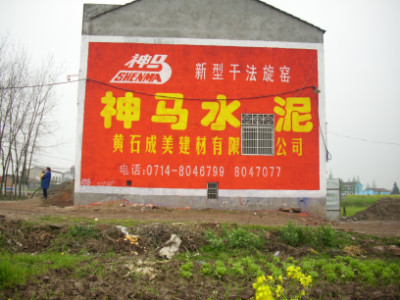 神马
SHENMA
新型干法旋窑
神马水泥
黄石成美建材有限公司
电话:0714-8046799 8047077